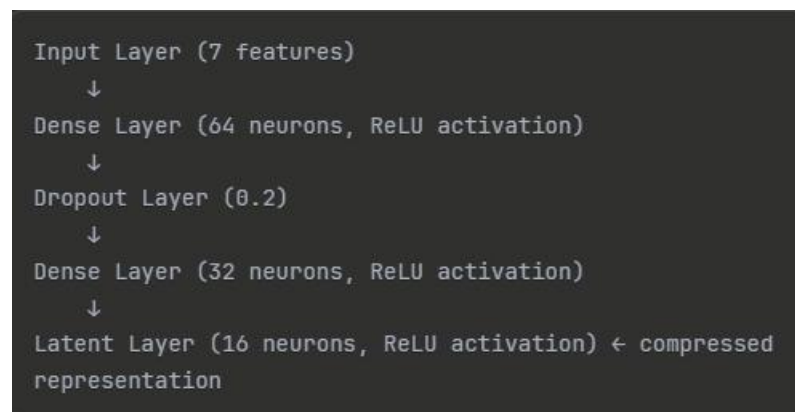 Input Layer (7 features)
↓
Dense Layer (64 neurons, ReLU activation)
↓
Dropout Layer (0.2)
↓
Dense Layer (32 neurons, ReLU activation)
↓
Latent Layer (16 neurons, ReLU activation) ← compressed
representation